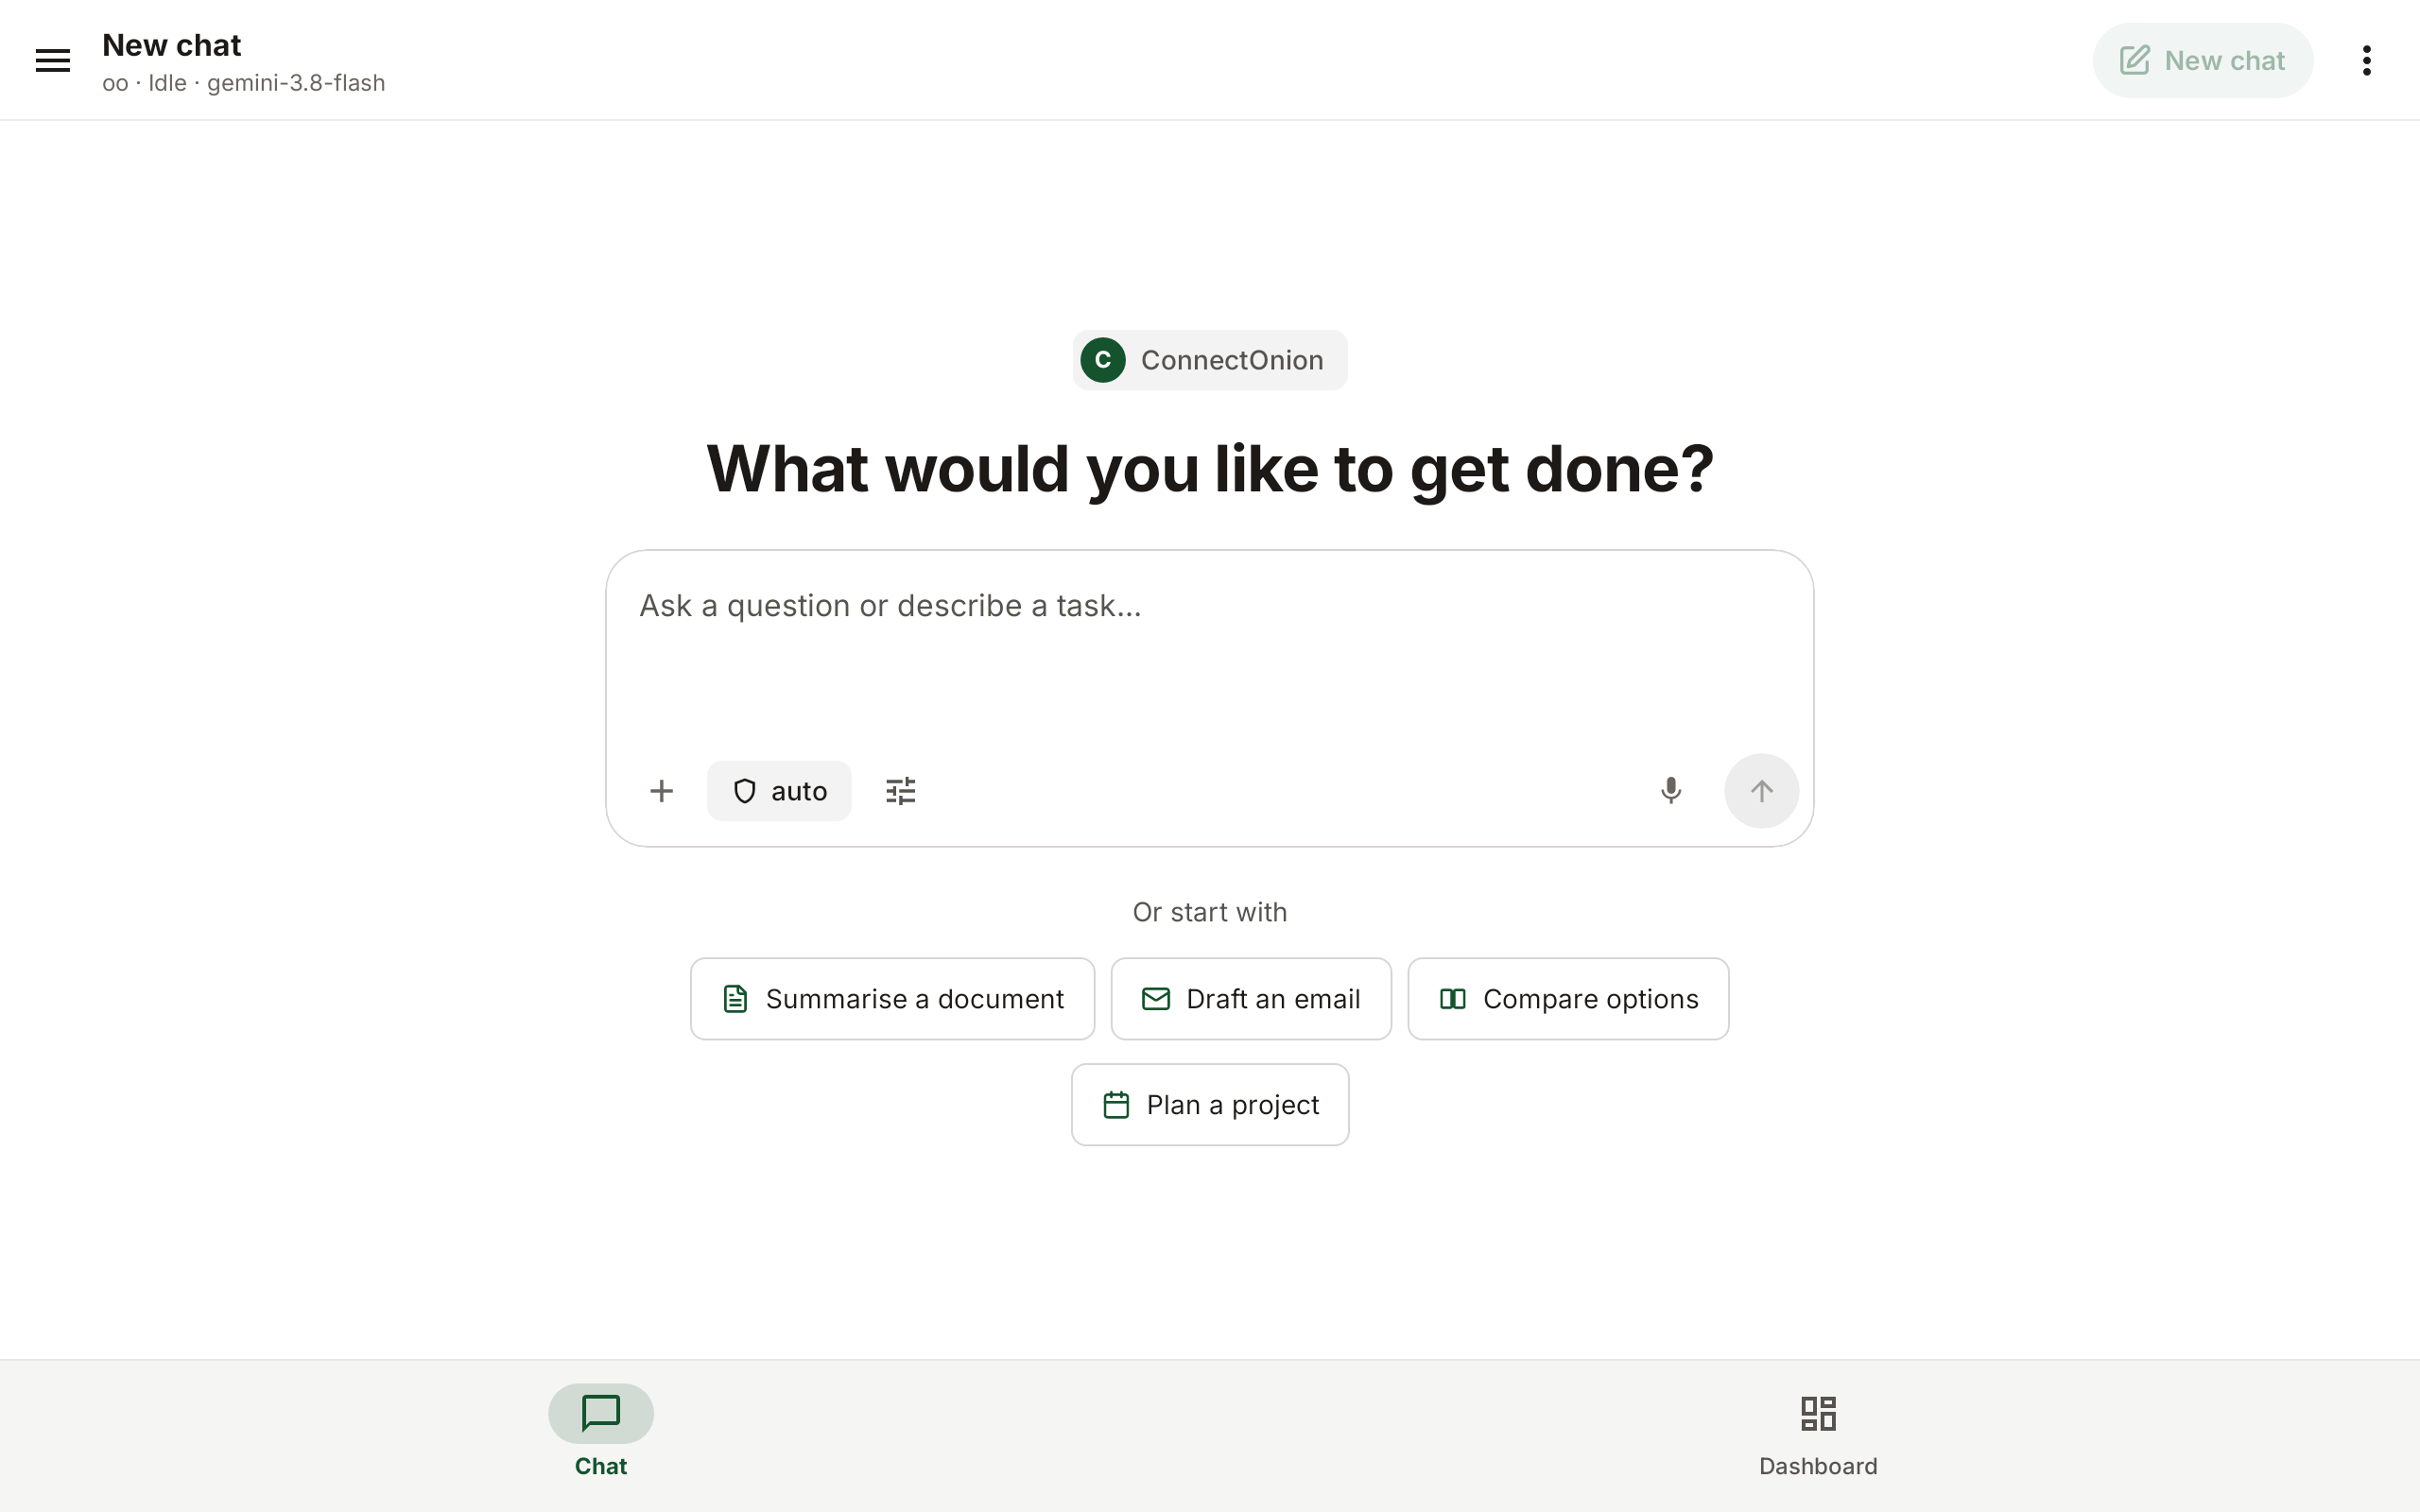 New chat
oo · Idle · gemini-3.8-flash
New chat
C ConnectOnion
What would you like to get done?
Ask a question or describe a task...
auto
Or start with
Summarise a document
Draft an email
Compare options
Plan a project
Chat
Dashboard